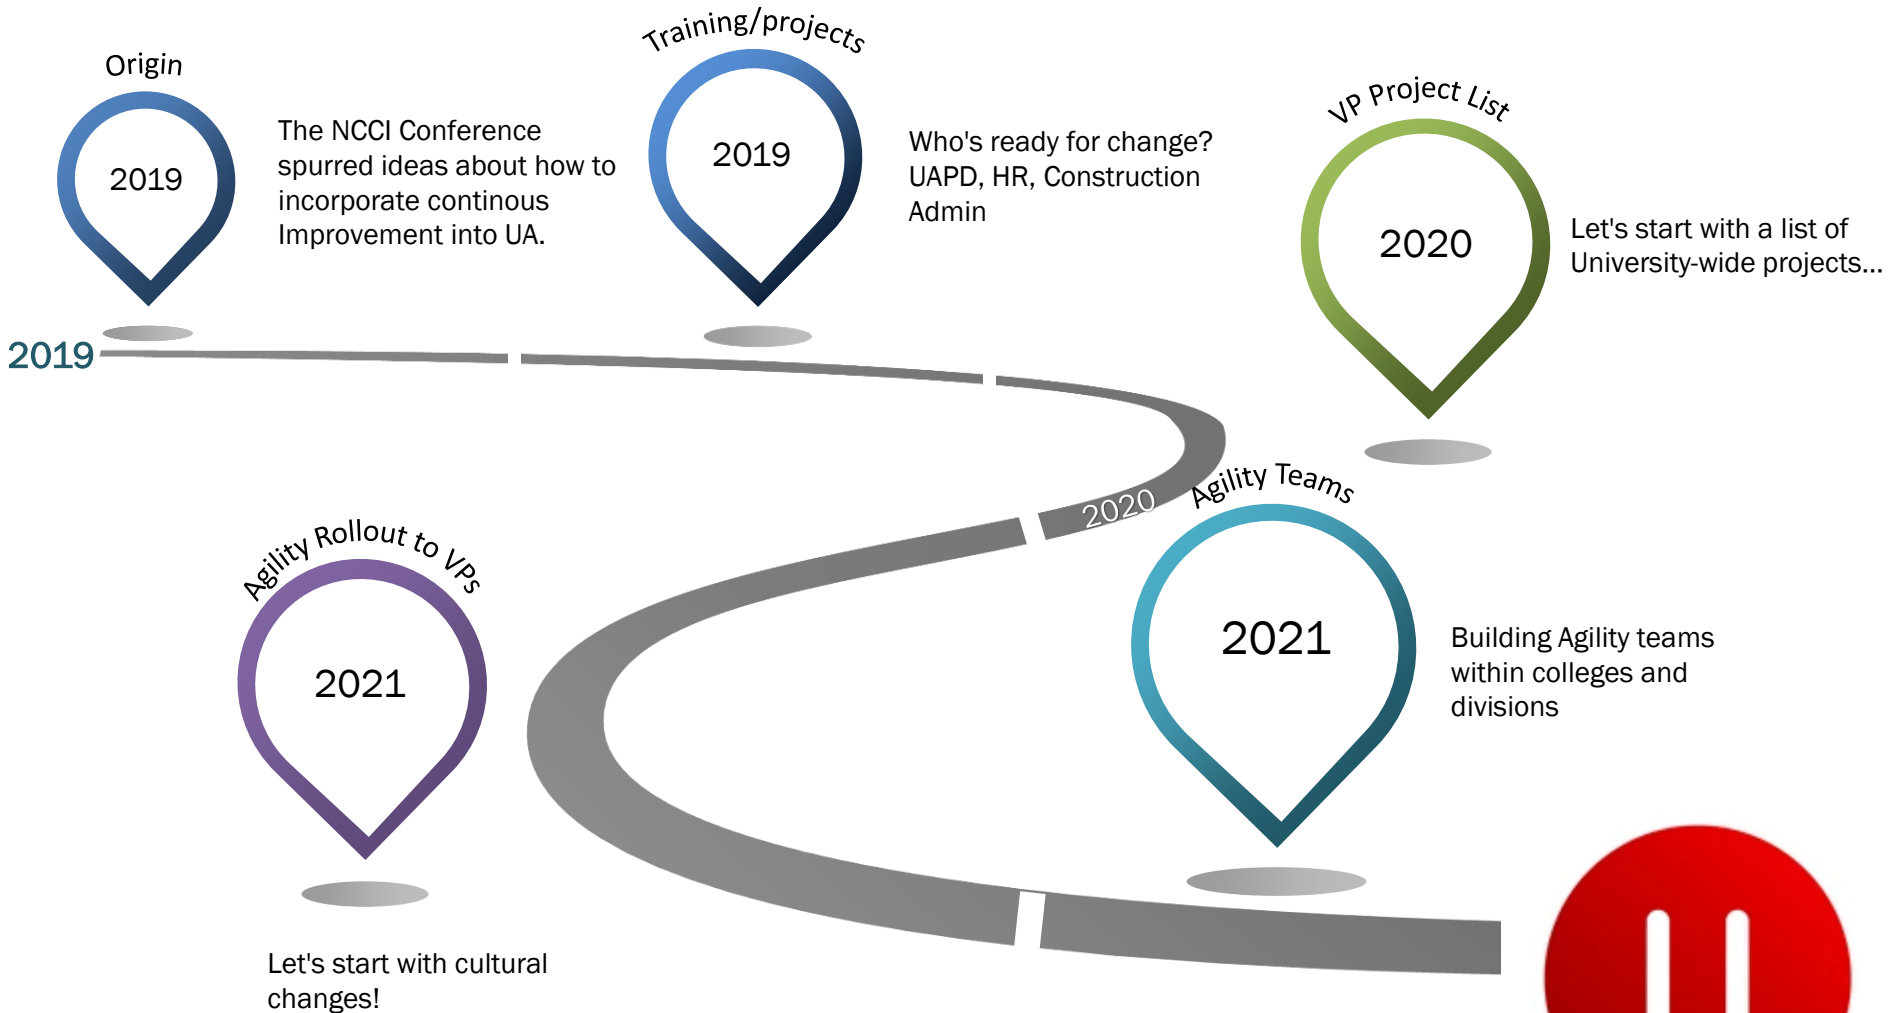 Origin
2019
The NCCI Conference
spurred ideas about how to
incorporate continous
Improvement into UA.
Training/projects
2019
Who's ready for change?
UAPD, HR, Construction
Admin
VP Project List
2020
Let's start with a list of
University-wide projects...
2019
2020
Agility Teams
2021
Building Agility teams
within colleges and
divisions
Agility Rollout to VPs
2021
Let's start with cultural
changes!